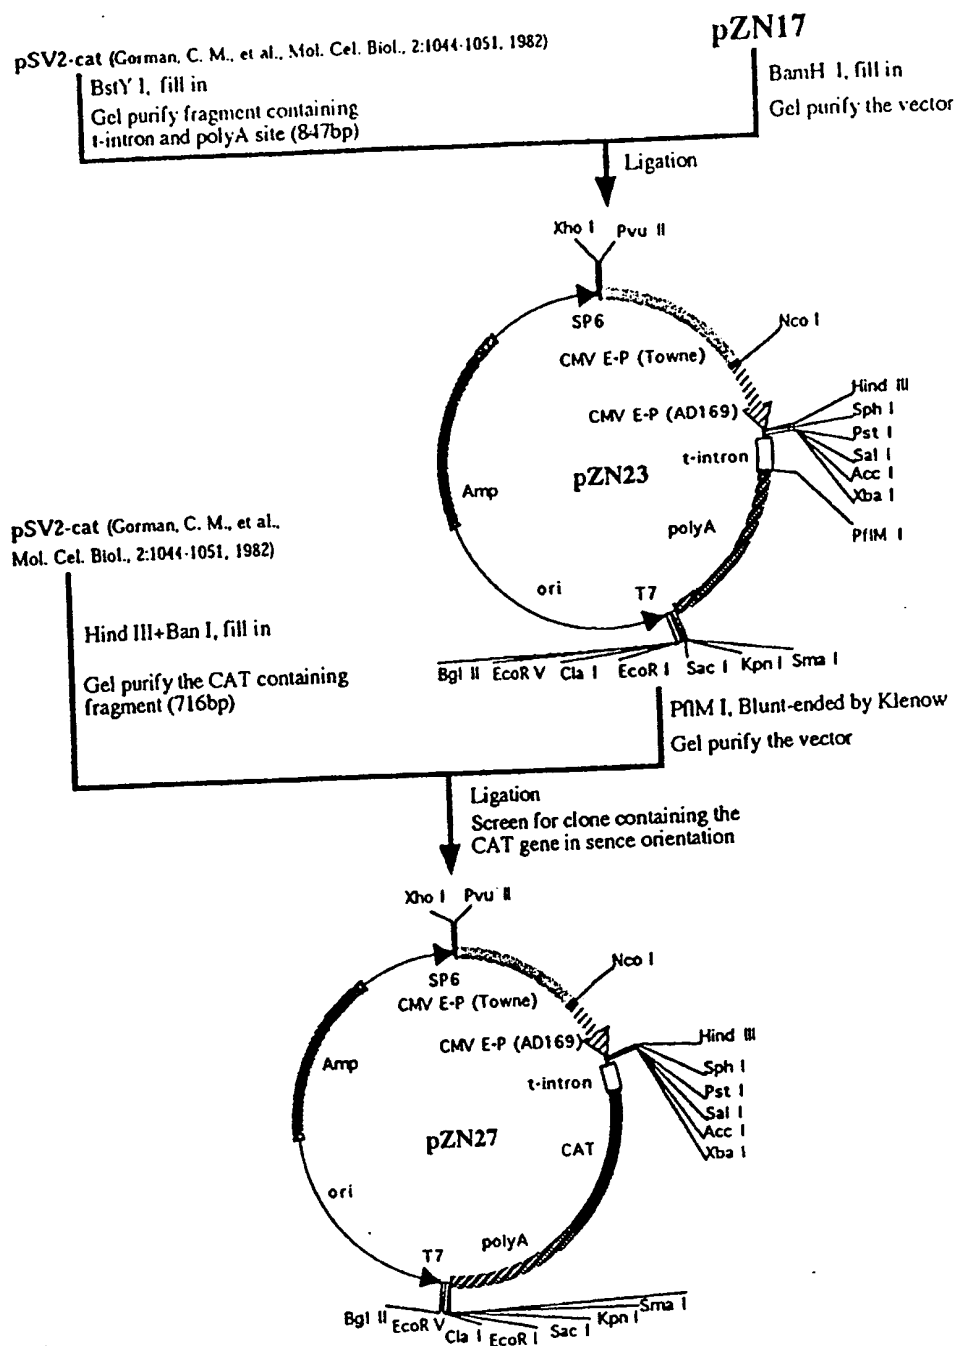 pZN17
pSV2-cat (Gorman, C. M., et al., Mol. Cel. Biol., 2:1044-1051, 1982)
BstY I, fill in
Gel purify fragment containing
t-intron and polyA site (847bp)
BamH I, fill in
Gel purify the vector
Ligation
Xho I
Pvu II
SP6
Nco I
CMV E-P (Towne)
Hind III
CMV E-P (AD169)
Sph I
Pst I
t-intron
Sal I
pZN23
Acc I
Amp
Xba I
polyA
PflM I
pSV2-cat (Gorman, C. M., et al.,
Mol. Cel. Biol., 2:1044-1051, 1982)
ori
T7
Hind III+Ban I, fill in
Bgl II
EcoR V
Cla I
EcoR I
Sac I
Kpn I
Sma I
Gel purify the CAT containing
fragment (716bp)
PflM I, Blunt-ended by Klenow
Gel purify the vector
Ligation
Screen for clone containing the
CAT gene in sence orientation
Xho I
Pvu II
SP6
Nco I
CMV E-P (Towne)
CMV E-P (AD169)
Hind III
Amp
Sph I
t-intron
Pst I
Sal I
Acc I
pZN27
CAT
Xba I
ori
polyA
T7
Bgl II
EcoR V
Cla I
EcoR I
Sac I
Kpn I
Sma I